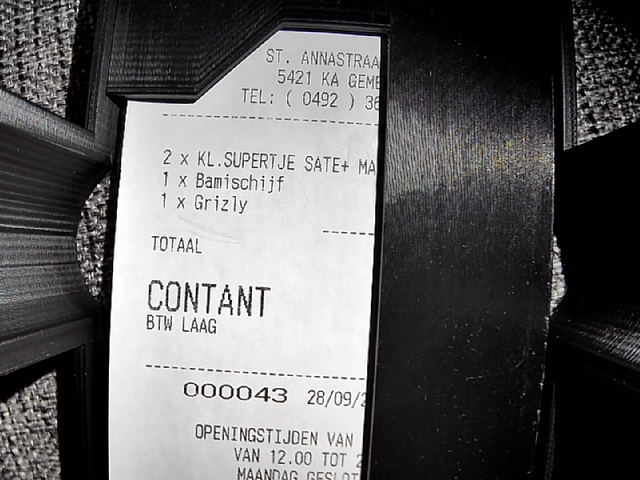 ST. ANNASTRAA
5421 KA GEME
TEL: ( 0492 ) 36
2 x KL.SUPERTJE SATE+ MA
1 x Bamischijf
1 x Grizly
TOTAAL
CONTANT
BTW LAAG
000043 28/09/2
OPENINGSTIJDEN VAN
VAN 12.00 TOT 2
MAANDAG GESLOT